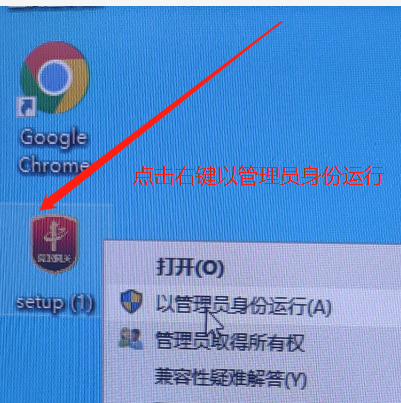 Google
Chrome
点击右键以管理员身份运行
setup (1)
打开(O)
以管理员身份运行(A)
管理员取得所有权
兼容性疑难解答(Y)